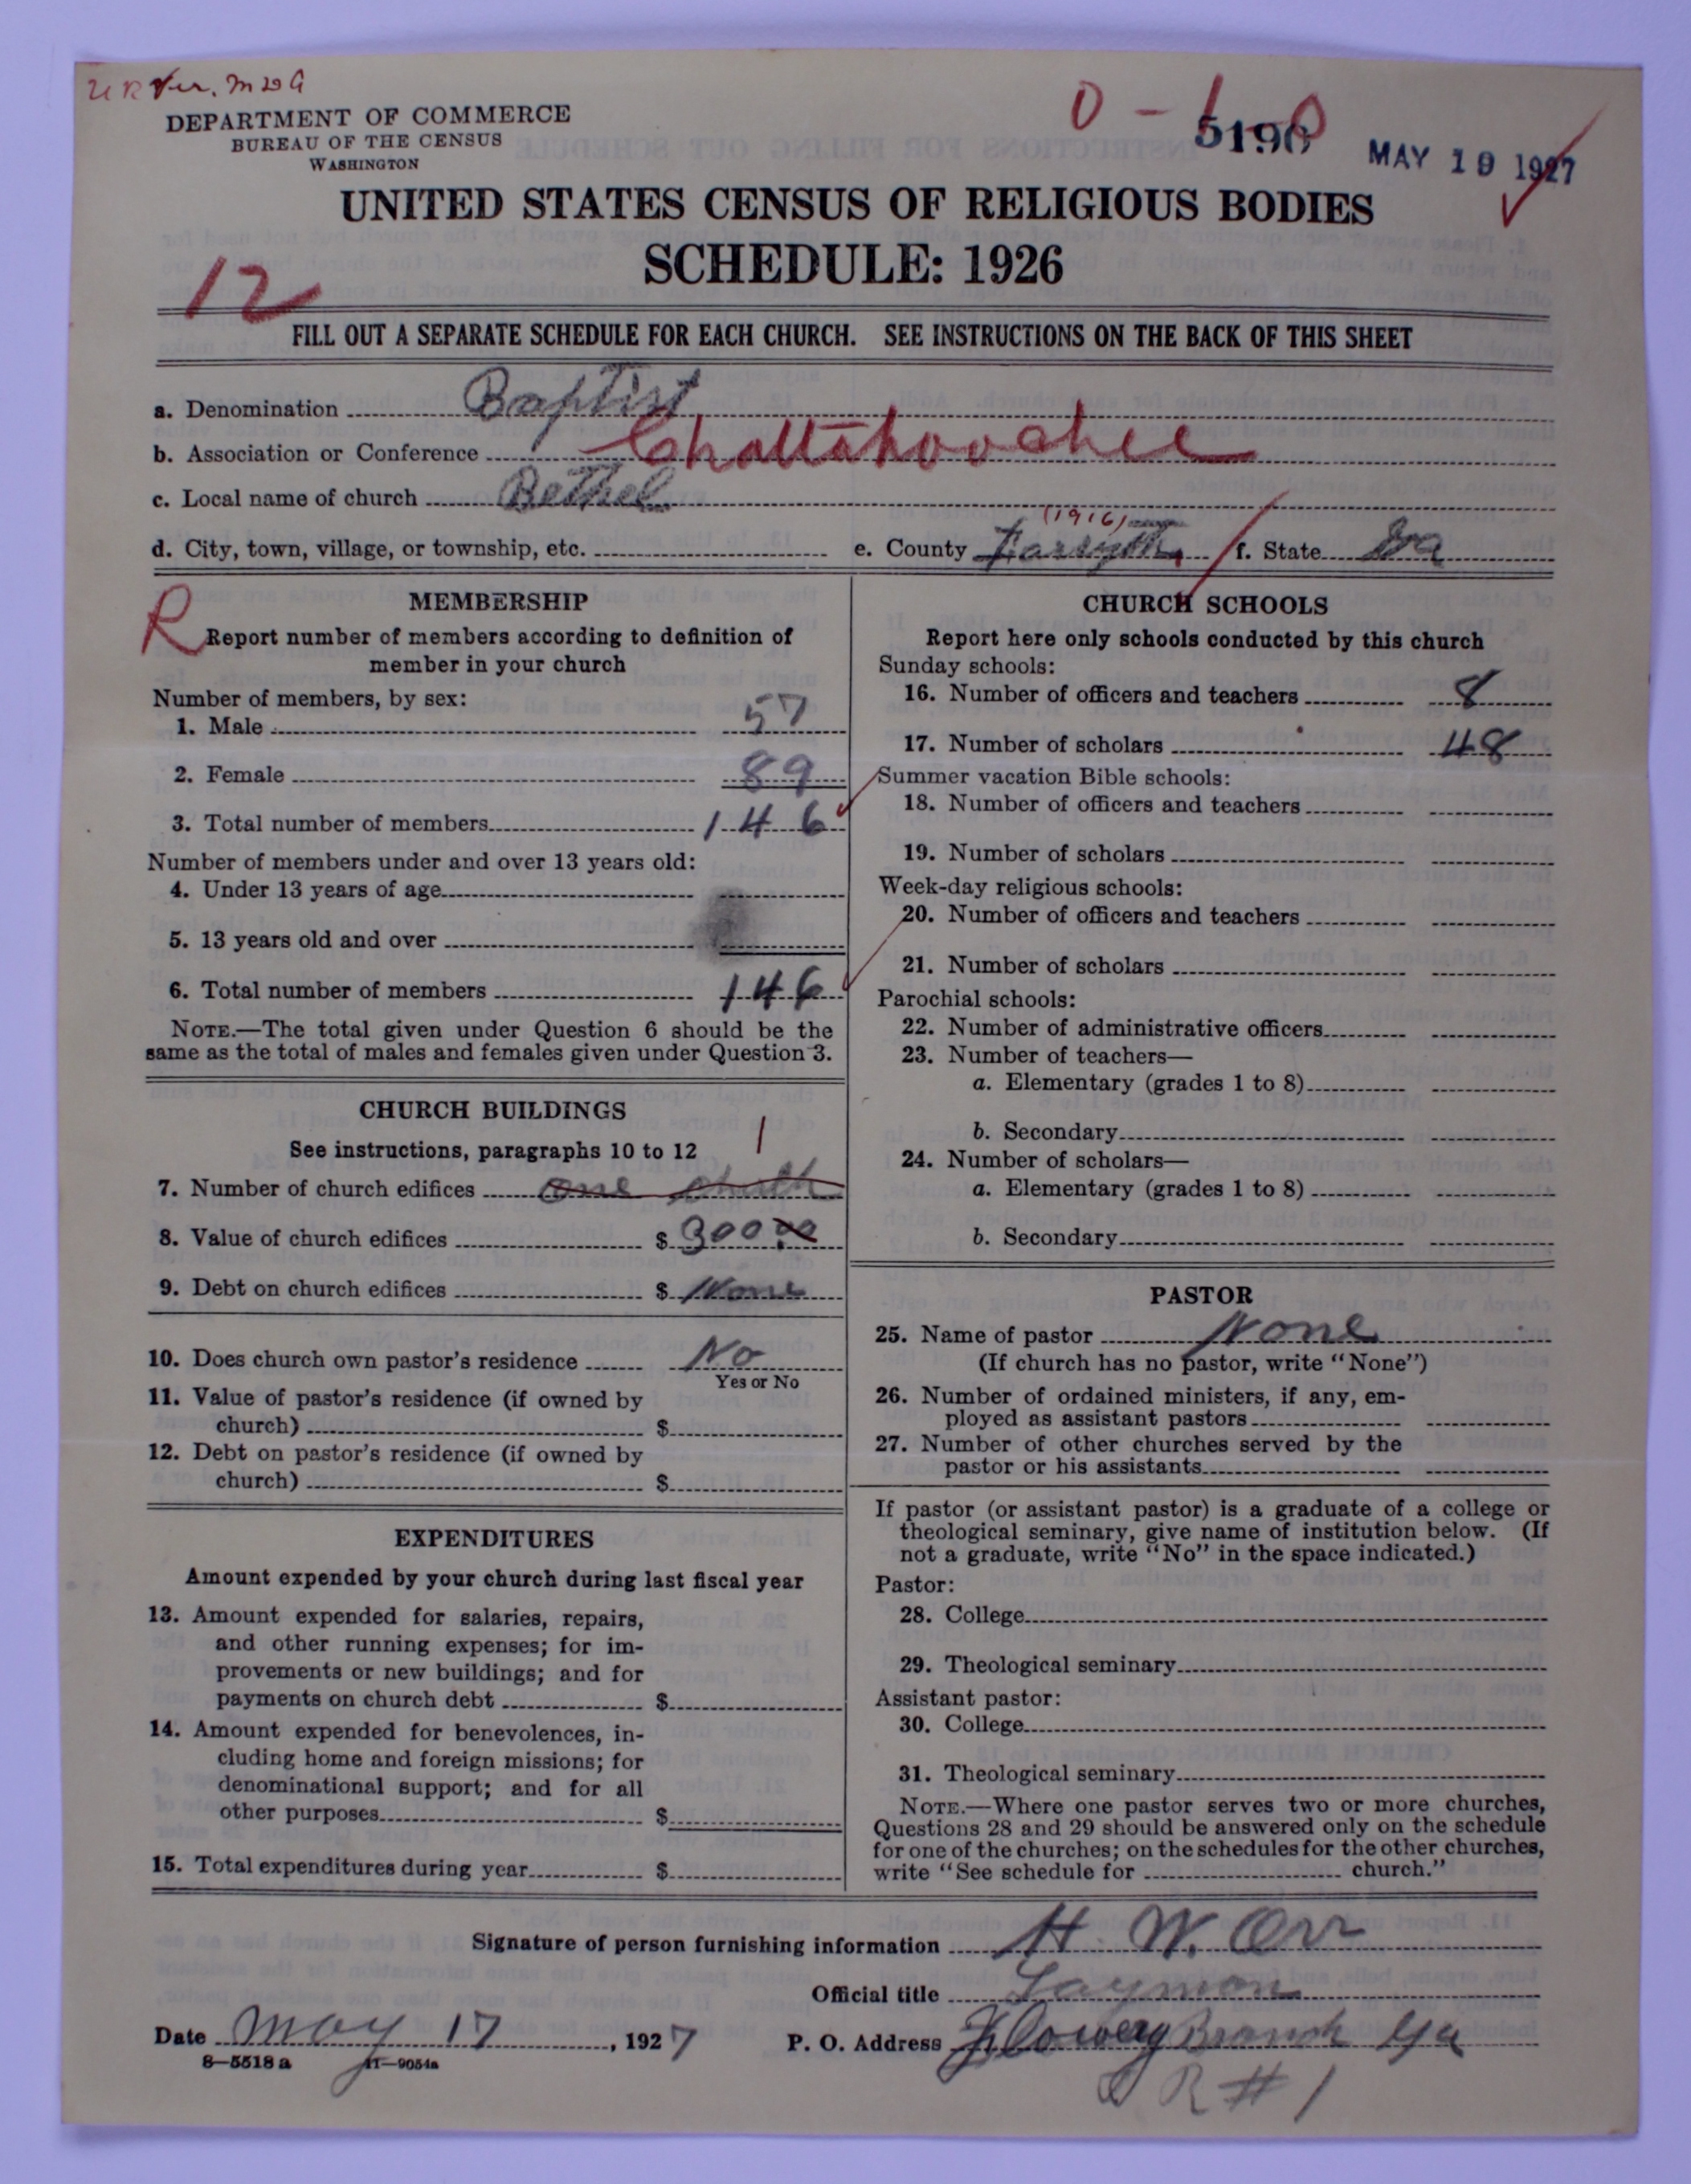 U R Ver. M D G
DEPARTMENT OF COMMERCE
BUREAU OF THE CENSUS
WASHINGTON
0 - 1 - 0
5190
MAY 19 1927
UNITED STATES CENSUS OF RELIGIOUS BODIES
SCHEDULE: 1926
12
FILL OUT A SEPARATE SCHEDULE FOR EACH CHURCH. SEE INSTRUCTIONS ON THE BACK OF THIS SHEET
a. Denomination Baptist
b. Association or Conference Chattahoochee
c. Local name of church Bethel
(1916)
d. City, town, village, or township, etc. e. County Forsyth f. State Ga
R
MEMBERSHIP
Report number of members according to definition of
member in your church
Number of members, by sex:
1. Male 57
2. Female 89
3. Total number of members 146
Number of members under and over 13 years old:
4. Under 13 years of age
5. 13 years old and over
6. Total number of members 146
NOTE.—The total given under Question 6 should be the
same as the total of males and females given under Question 3.
CHURCH BUILDINGS
See instructions, paragraphs 10 to 12 1
7. Number of church edifices one church
8. Value of church edifices $ 300.00
9. Debt on church edifices $ None
10. Does church own pastor's residence No
Yes or No
11. Value of pastor's residence (if owned by
church) $
12. Debt on pastor's residence (if owned by
church) $
EXPENDITURES
Amount expended by your church during last fiscal year
13. Amount expended for salaries, repairs,
and other running expenses; for im-
provements or new buildings; and for
payments on church debt $
14. Amount expended for benevolences, in-
cluding home and foreign missions; for
denominational support; and for all
other purposes $
15. Total expenditures during year $
CHURCH SCHOOLS
Report here only schools conducted by this church
Sunday schools:
16. Number of officers and teachers 8
17. Number of scholars 48
Summer vacation Bible schools:
18. Number of officers and teachers
19. Number of scholars
Week-day religious schools:
20. Number of officers and teachers
21. Number of scholars
Parochial schools:
22. Number of administrative officers
23. Number of teachers—
a. Elementary (grades 1 to 8)
b. Secondary
24. Number of scholars—
a. Elementary (grades 1 to 8)
b. Secondary
PASTOR
25. Name of pastor None
(If church has no pastor, write "None")
26. Number of ordained ministers, if any, em-
ployed as assistant pastors
27. Number of other churches served by the
pastor or his assistants
If pastor (or assistant pastor) is a graduate of a college or
theological seminary, give name of institution below. (If
not a graduate, write "No" in the space indicated.)
Pastor:
28. College
29. Theological seminary
Assistant pastor:
30. College
31. Theological seminary
NOTE.—Where one pastor serves two or more churches,
Questions 28 and 29 should be answered only on the schedule
for one of the churches; on the schedules for the other churches,
write "See schedule for church."
Signature of person furnishing information H. W. Orr
Official title Laymon
Date May 17, 1927 P. O. Address Flowery Branch Ga
8—5518 a 11—9054a
R # 1